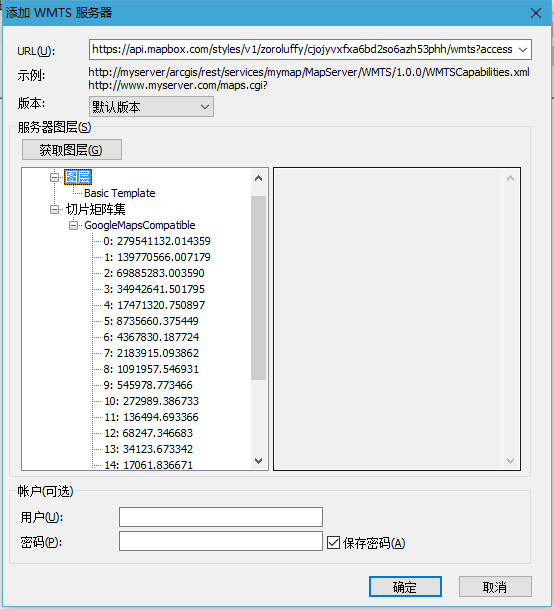 添加 WMTS 服务器
URL(U):
https://api.mapbox.com/styles/v1/zoroluffy/cjojyvxfxa6bd2so6azh53phh/wmts?access
示例:
http://myserver/arcgis/rest/services/mymap/MapServer/WMTS/1.0.0/WMTSCapabilities.xml
http://www.myserver.com/maps.cgi?
版本:
默认版本
服务器图层(S)
获取图层(G)
图层
Basic Template
切片矩阵集
GoogleMapsCompatible
0: 279541132.014359
1: 139770566.007179
2: 69885283.003590
3: 34942641.501795
4: 17471320.750897
5: 8735660.375449
6: 4367830.187724
7: 2183915.093862
8: 1091957.546931
9: 545978.773466
10: 272989.386733
11: 136494.693366
12: 68247.346683
13: 34123.673342
14: 17061.836671
帐户(可选)
用户(U):
密码(P):
保存密码(A)
确定
取消